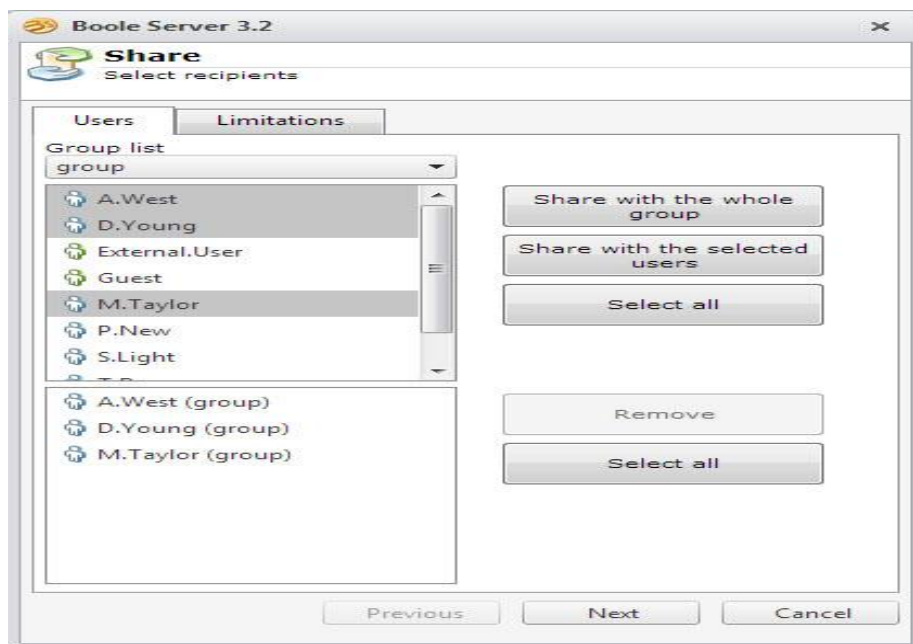 Boole Server 3.2
Share
Select recipients
Users
Limitations
Group list
group
A.West
D.Young
External.User
Guest
M.Taylor
P.New
S.Light
Share with the whole
group
Share with the selected
users
Select all
A.West (group)
D.Young (group)
M.Taylor (group)
Remove
Select all
Previous
Next
Cancel